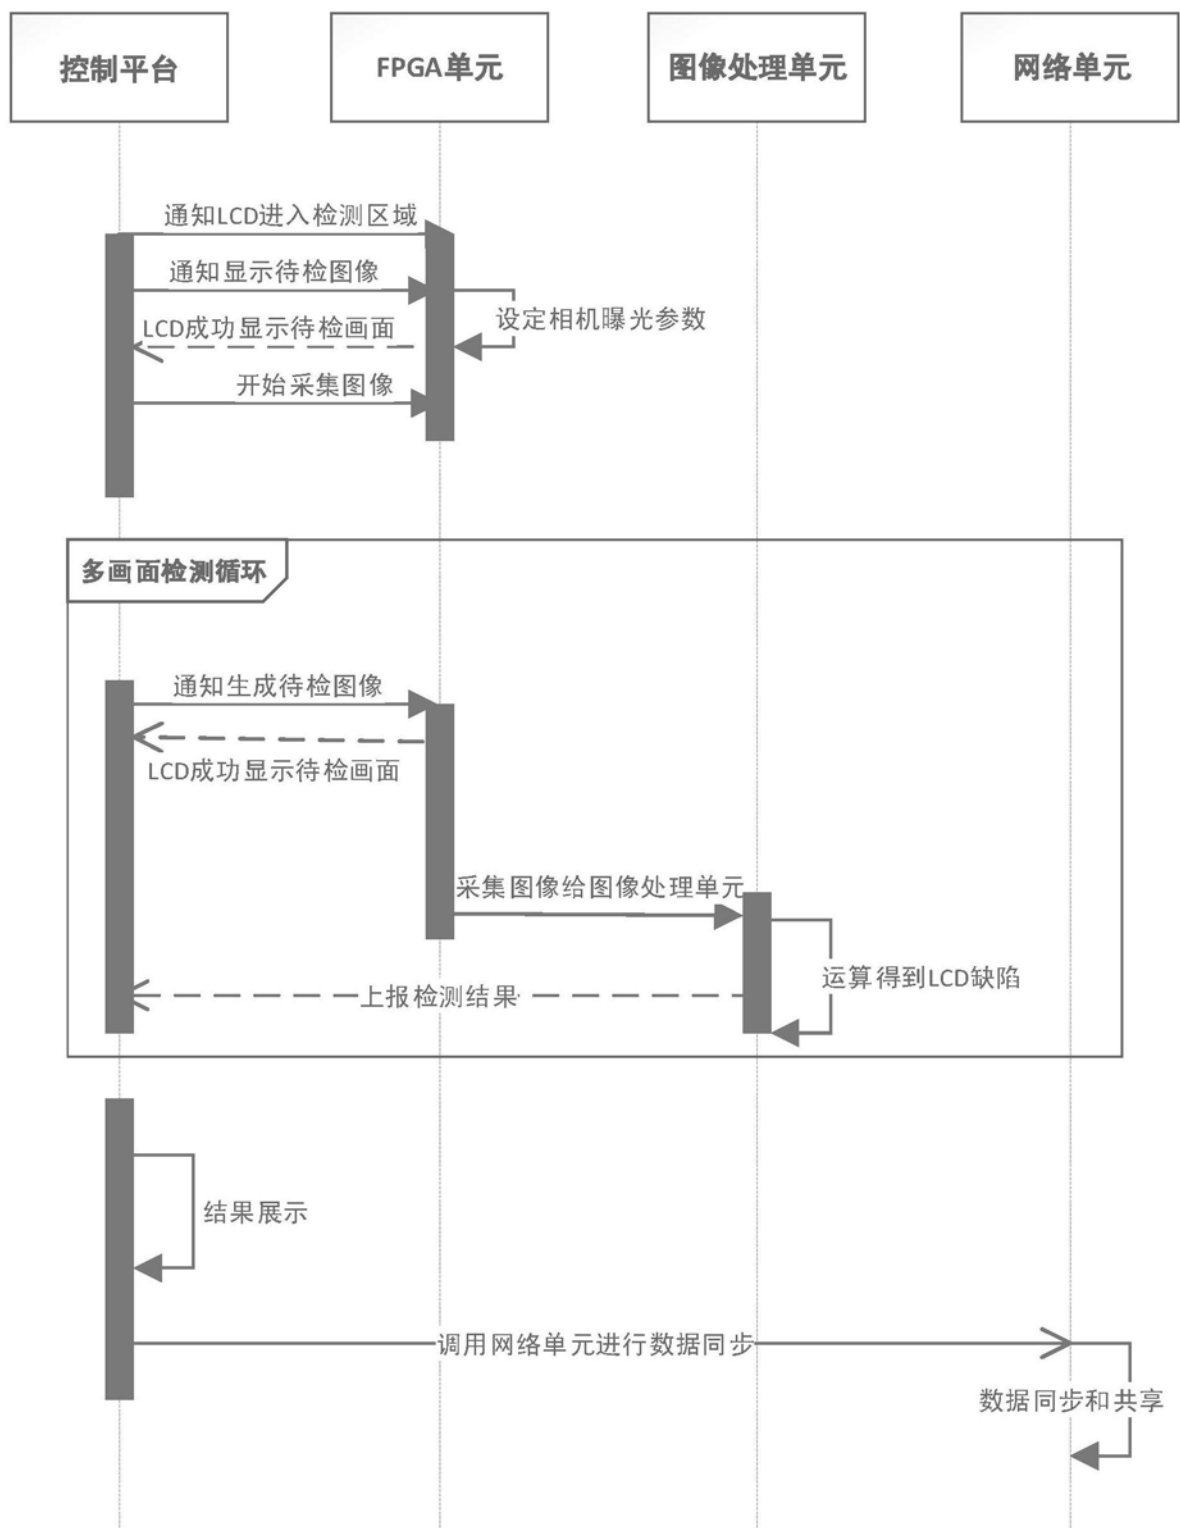 控制平台
FPGA单元
图像处理单元
网络单元
通知LCD进入检测区域
通知显示待检图像
设定相机曝光参数
LCD成功显示待检画面
开始采集图像
多画面检测循环
通知生成待检图像
LCD成功显示待检画面
采集图像给图像处理单元
运算得到LCD缺陷
上报检测结果
结果展示
调用网络单元进行数据同步
数据同步和共享